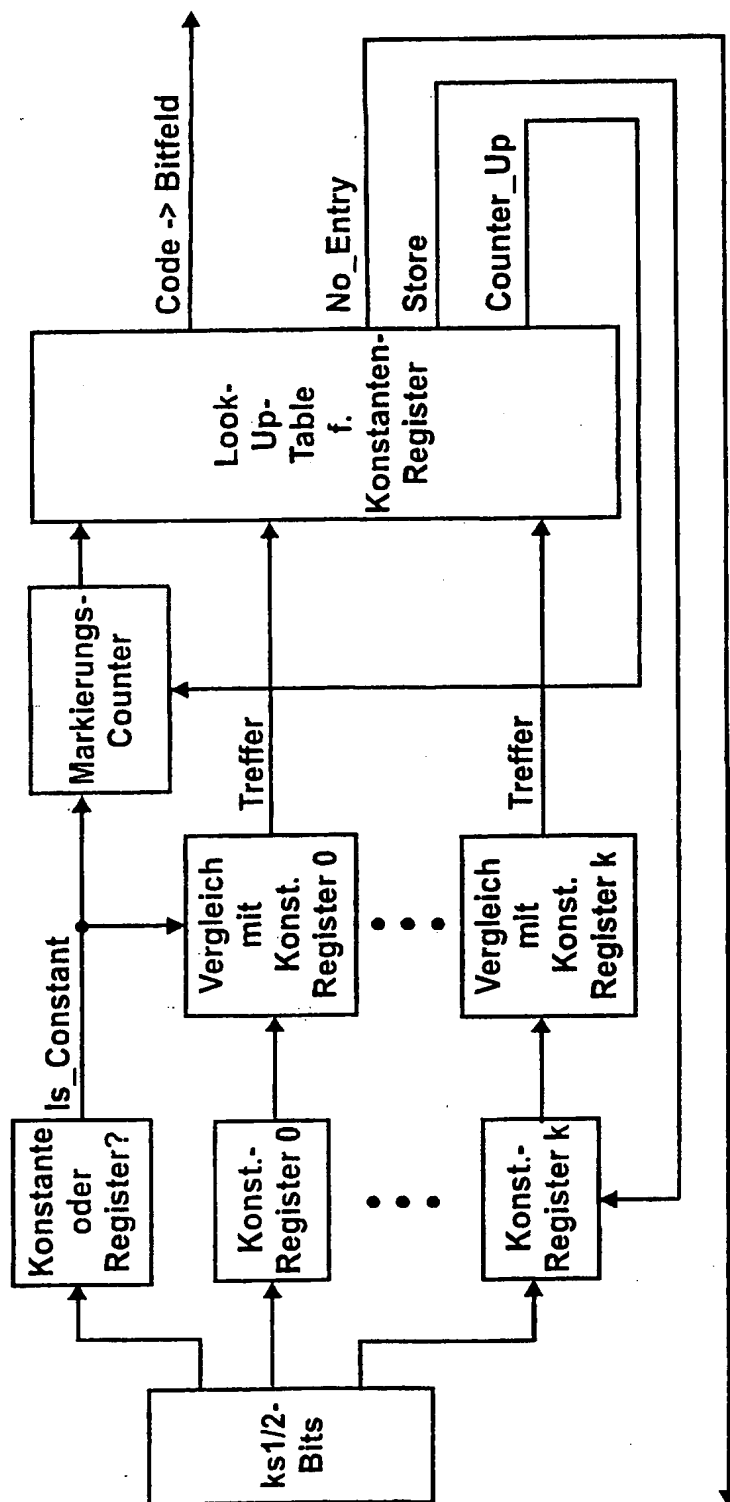 ks1/2-
Bits
Konstante
oder
Register?
Is_Constant
Konst.-
Register 0
Konst.-
Register k
Vergleich
mit
Konst.
Register 0
Vergleich
mit
Konst.
Register k
Markierungs-
Counter
Treffer
Treffer
Look-
Up-
Table
f.
Konstanten-
Register
Code -> Bitfeld
No_Entry
Store
Counter_Up